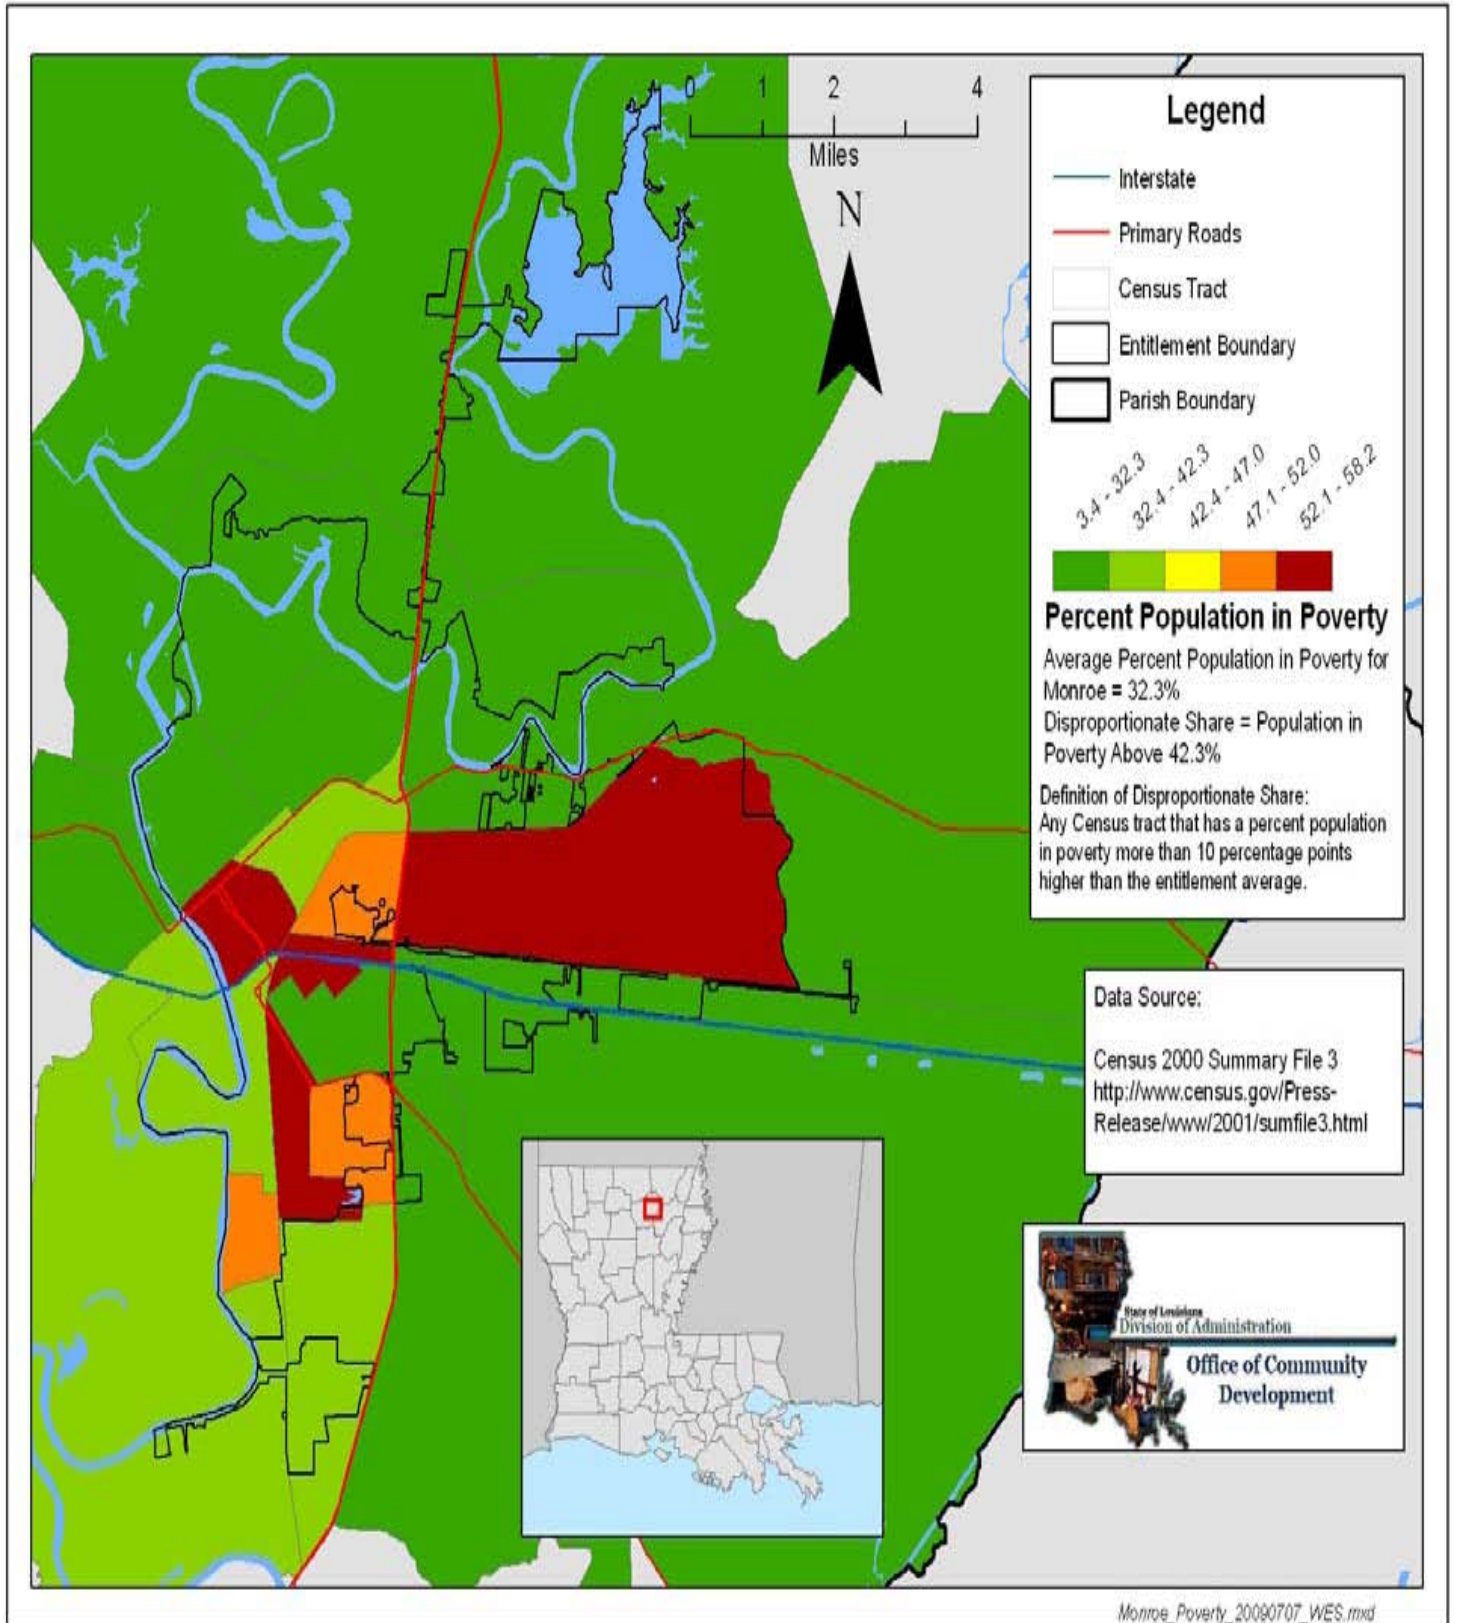 0 1 2 4
Miles
N
Legend
Interstate
Primary Roads
Census Tract
Entitlement Boundary
Parish Boundary
3.4 - 32.3
32.4 - 42.3
42.4 - 47.0
47.1 - 52.0
52.1 - 58.2
Percent Population in Poverty
Average Percent Population in Poverty for
Monroe = 32.3%
Disproportionate Share = Population in
Poverty Above 42.3%
Definition of Disproportionate Share:
Any Census tract that has a percent population
in poverty more than 10 percentage points
higher than the entitlement average.
Data Source:
Census 2000 Summary File 3
http://www.census.gov/Press-
Release/www/2001/sumfile3.html
State of Louisiana
Division of Administration
Office of Community
Development
Monroe_Poverty_20090707_WES.mxd